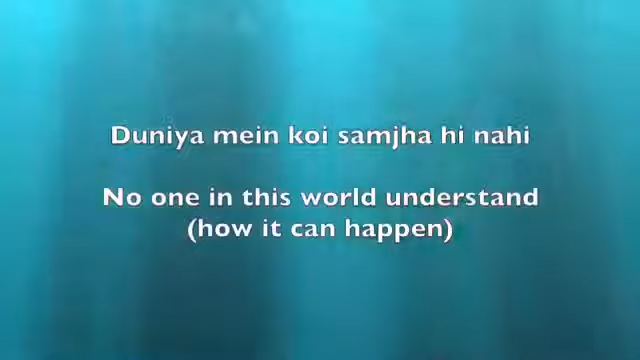 Duniya mein koi samjha hi nahi
No one in this world understand
(how it can happen)